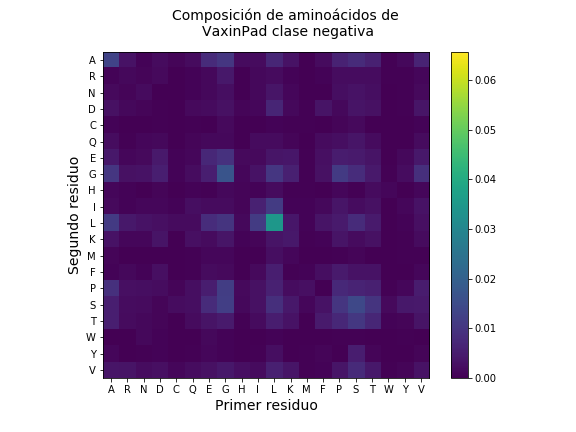 Composición de aminoácidos de
VaxinPad clase negativa
A
R
N
D
C
Q
E
G
H
I
L
K
M
F
P
S
T
W
Y
V
Segundo residuo
A R N D C Q E G H I L K M F P S T W Y V
Primer residuo
0.06
0.05
0.04
0.03
0.02
0.01
0.00